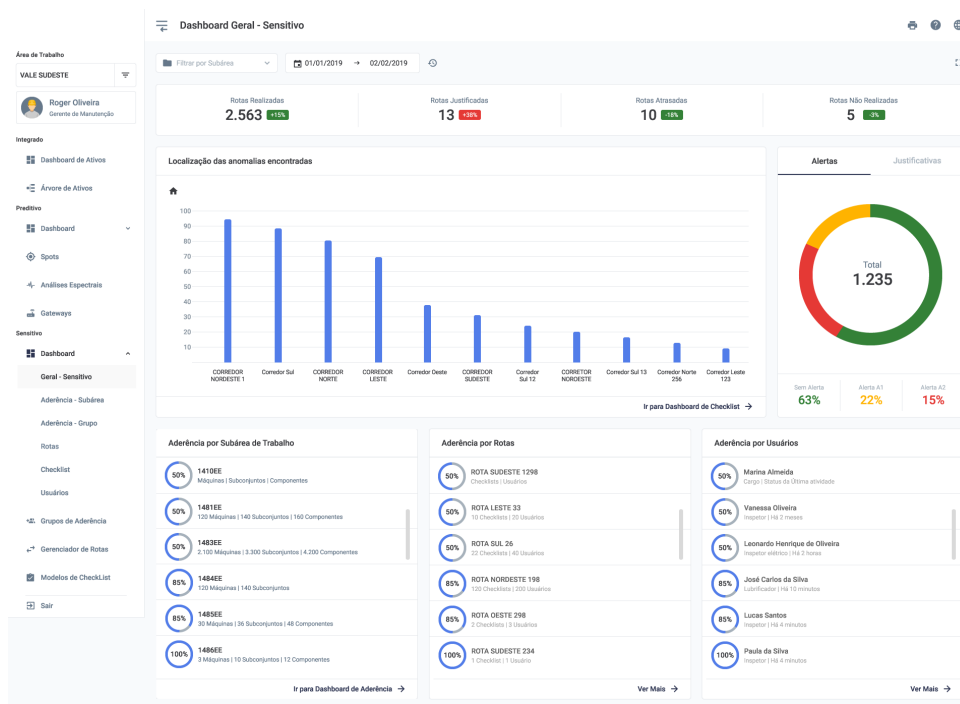 Dashboard Geral - Sensitivo
Área de Trabalho
VALE SUDESTE
Roger Oliveira
Gerente de Manutenção
Integrado
Dashboard de Ativos
Árvore de Ativos
Preditivo
Dashboard
Spots
Análises Espectrais
Gateways
Sensitivo
Dashboard
Geral - Sensitivo
Aderência - Subárea
Aderência - Grupo
Rotas
Checklist
Usuários
Grupos de Aderência
Gerenciador de Rotas
Modelos de CheckList
Sair
Filtrar por Subárea
01/01/2019 → 02/02/2019
Rotas Realizadas
2.563 +15%
Rotas Justificadas
13 +38%
Rotas Atrasadas
10 -18%
Rotas Não Realizadas
5 -3%
Localização das anomalias encontradas
100
90
80
70
60
50
40
30
20
10
CORREDOR NORDESTE 1
Corredor Sul
CORREDOR NORTE
CORREDOR LESTE
Corredor Oeste
CORREDOR SUDESTE
Corredor Sul 12
CORRETOR NOROESTE
Corredor Sul 13
Corredor Norte 256
Corredor Leste 123
Ir para Dashboard de Checklist →
Alertas
Justificativas
Total
1.235
Sem Alerta
63%
Alerta A1
22%
Alerta A2
15%
Aderência por Subárea de Trabalho
50% 1410EE
Máquinas | Subconjuntos | Componentes
50% 1481EE
120 Máquinas | 140 Subconjuntos | 160 Componentes
50% 1483EE
2.100 Máquinas | 3.300 Subconjuntos | 4.200 Componentes
85% 1484EE
120 Máquinas | 140 Subconjuntos
85% 1485EE
30 Máquinas | 36 Subconjuntos | 48 Componentes
100% 1486EE
3 Máquinas | 10 Subconjuntos | 12 Componentes
Ir para Dashboard de Aderência →
Aderência por Rotas
50% ROTA SUDESTE 1298
Checklists | Usuários
50% ROTA LESTE 33
10 Checklists | 20 Usuários
50% ROTA SUL 26
22 Checklists | 40 Usuários
85% ROTA NORDESTE 198
120 Checklists | 200 Usuários
85% ROTA OESTE 298
2 Checklists | 3 Usuários
100% ROTA SUDESTE 234
1 Checklist | 1 Usuário
Ver Mais →
Aderência por Usuários
50% Marina Almeida
Cargo | Status da Última atividade
50% Vanessa Oliveira
Inspetor | Há 2 meses
50% Leonardo Henrique de Oliveira
Inspetor elétrico | Há 2 horas
85% José Carlos da Silva
Lubrificador | Há 10 minutos
85% Lucas Santos
Inspetor | Há 4 minutos
100% Paula da Silva
Inspetor | Há 4 minutos
Ver Mais →